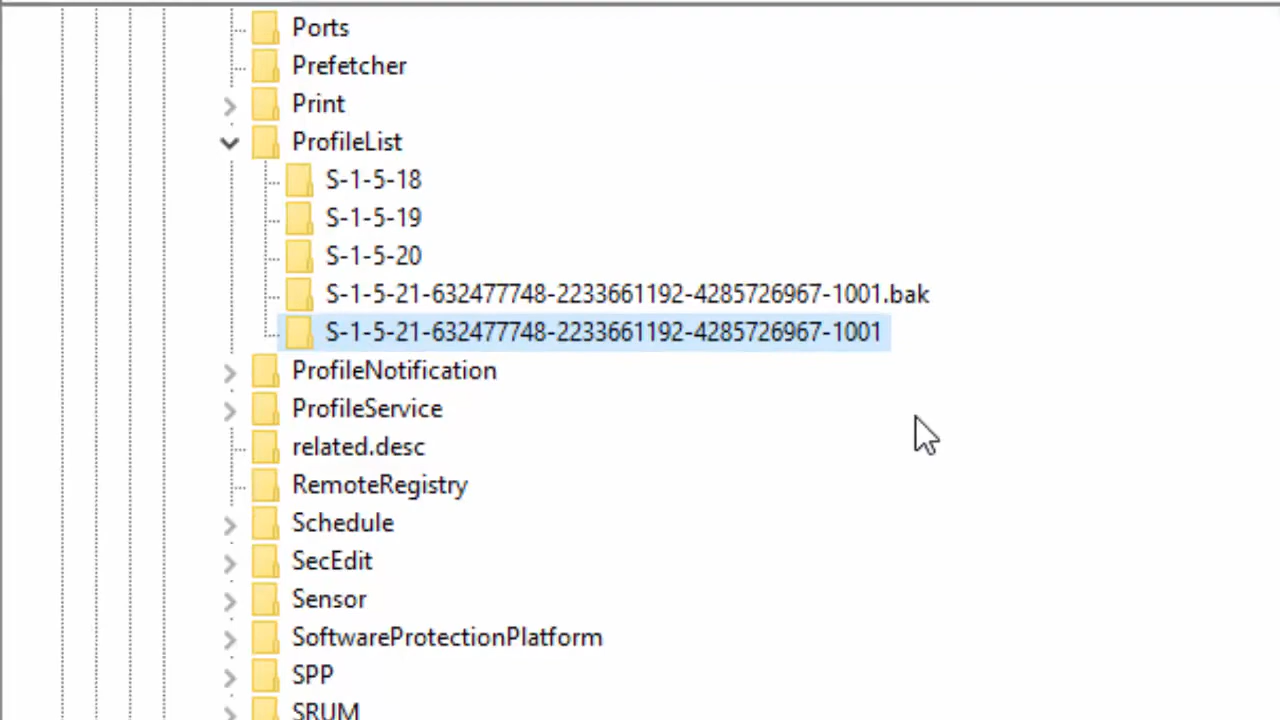 Ports
Prefetcher
Print
ProfileList
S-1-5-18
S-1-5-19
S-1-5-20
S-1-5-21-632477748-2233661192-4285726967-1001.bak
S-1-5-21-632477748-2233661192-4285726967-1001
ProfileNotification
ProfileService
related.desc
RemoteRegistry
Schedule
SecEdit
Sensor
SoftwareProtectionPlatform
SPP
SRUM